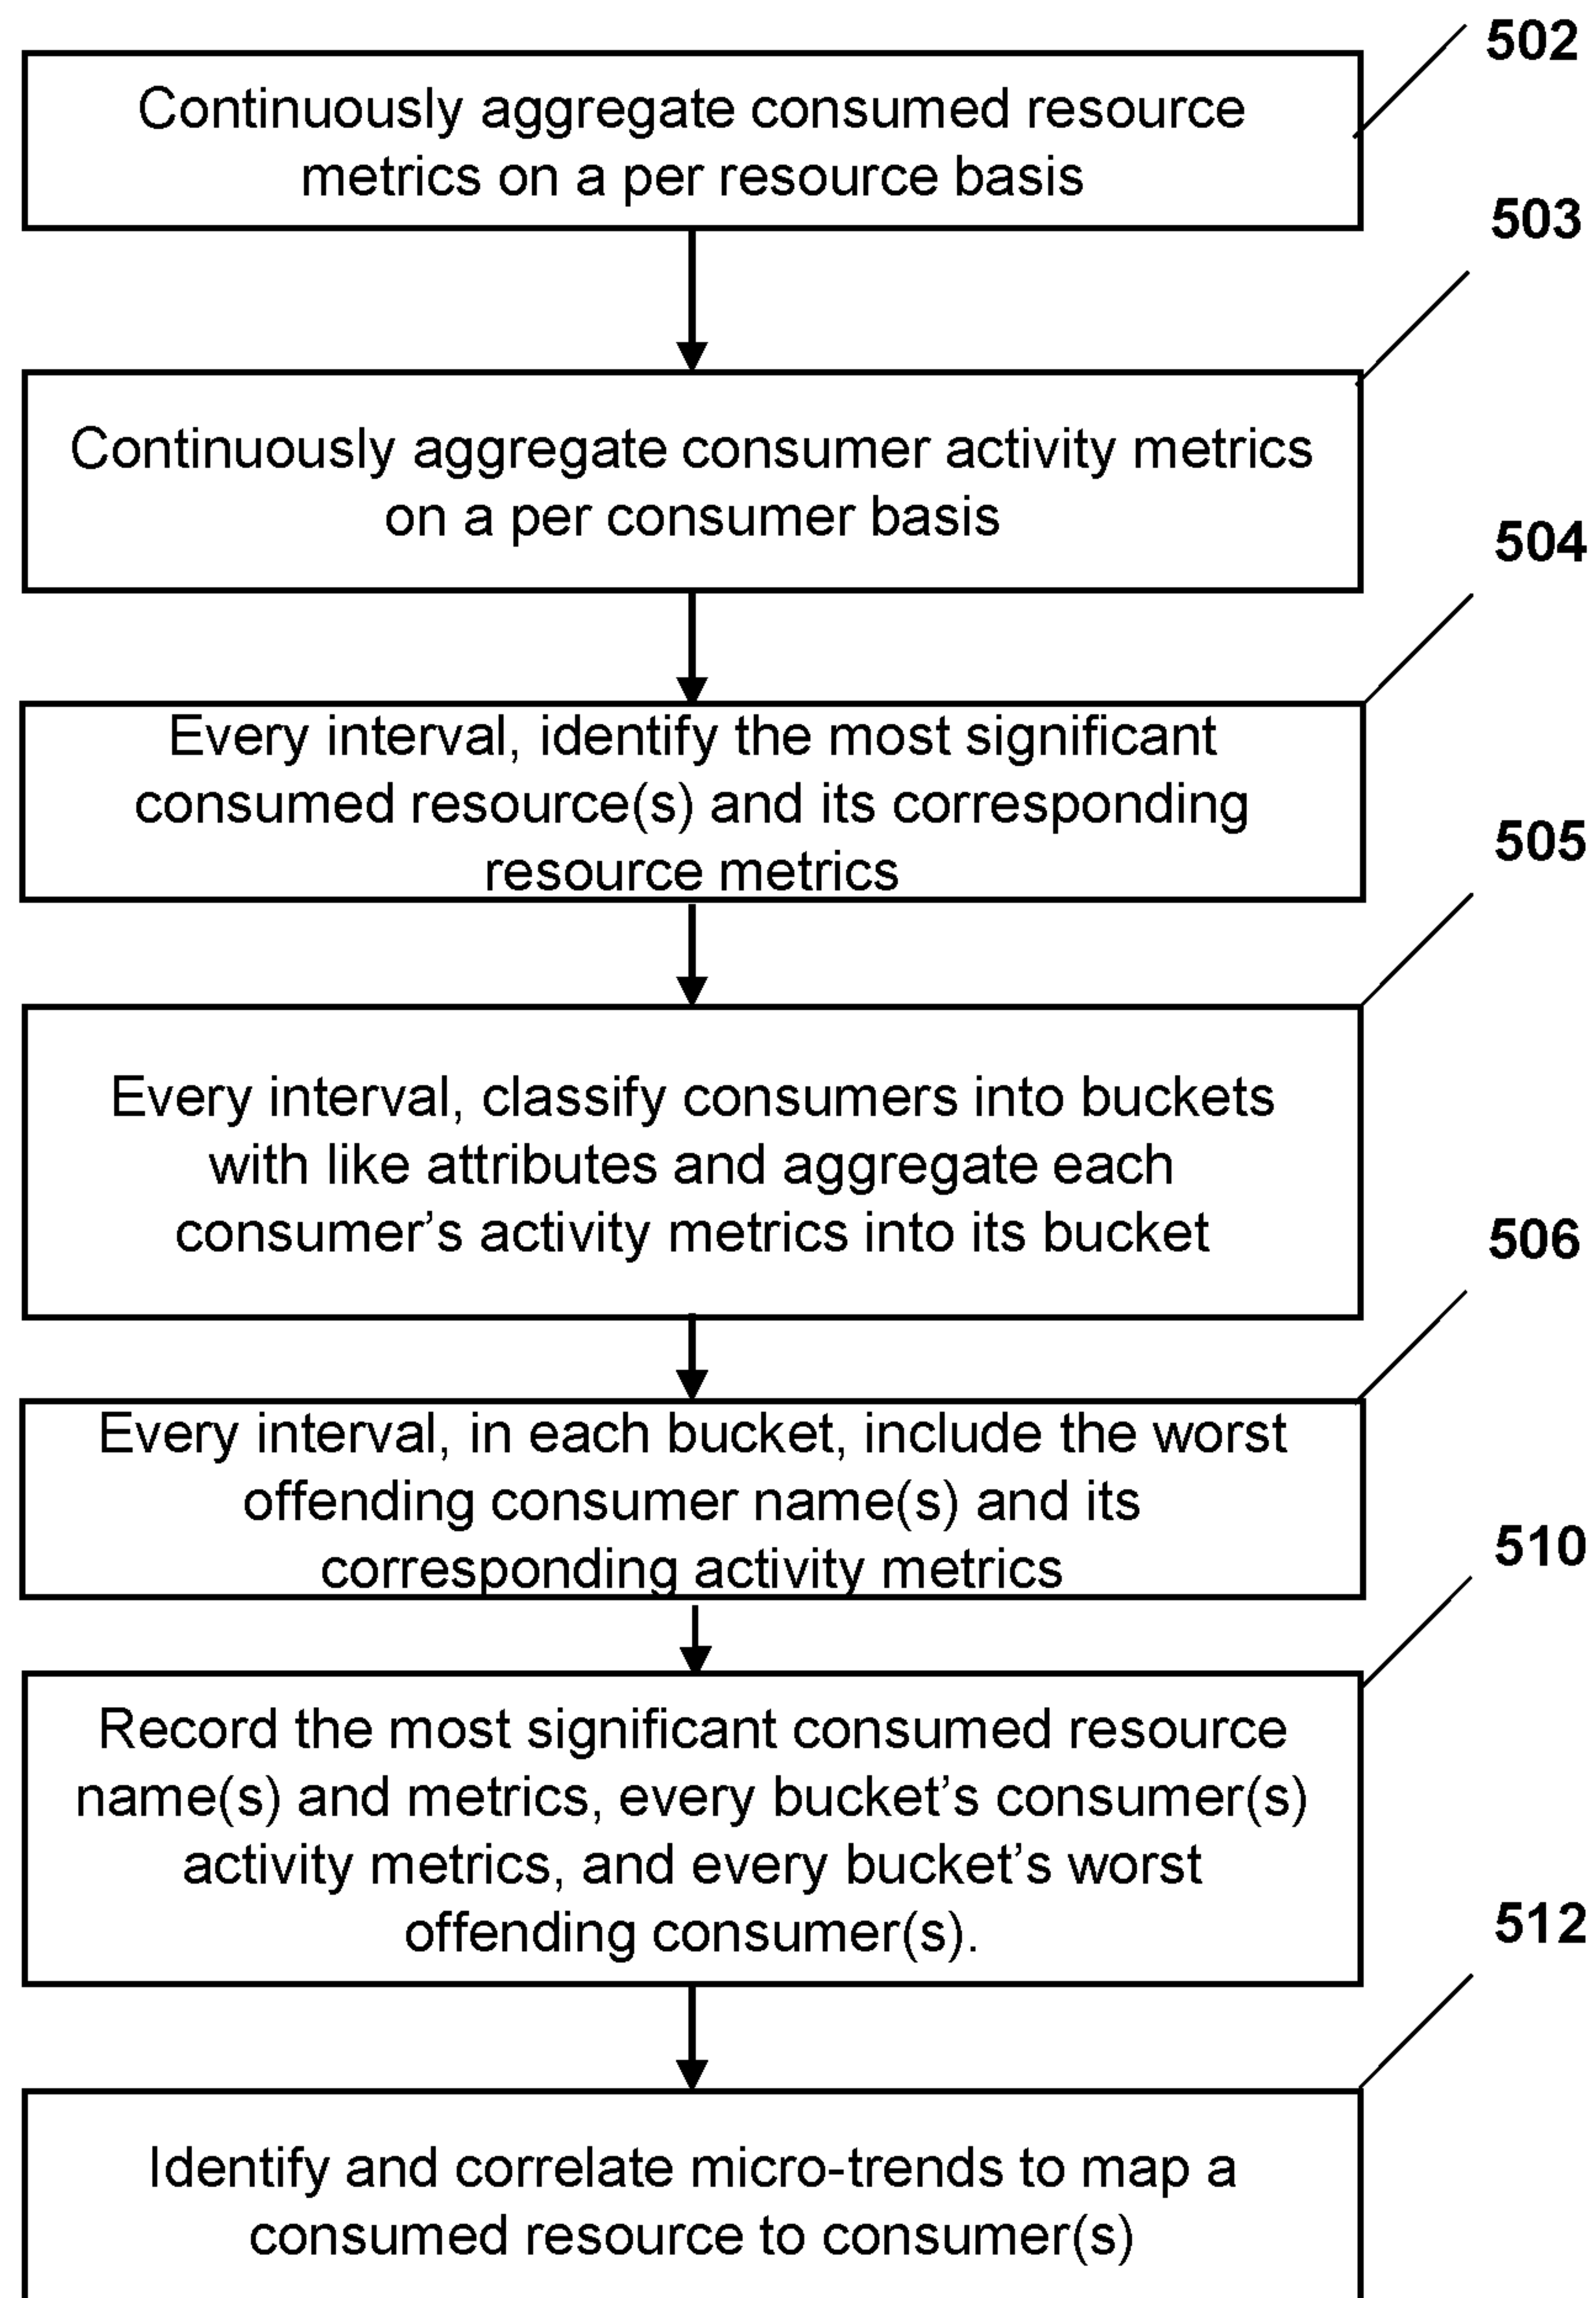 502
Continuously aggregate consumed resource
metrics on a per resource basis
503
Continuously aggregate consumer activity metrics
on a per consumer basis
504
Every interval, identify the most significant
consumed resource(s) and its corresponding
resource metrics
505
Every interval, classify consumers into buckets
with like attributes and aggregate each
consumer’s activity metrics into its bucket
506
Every interval, in each bucket, include the worst
offending consumer name(s) and its
corresponding activity metrics
510
Record the most significant consumed resource
name(s) and metrics, every bucket’s consumer(s)
activity metrics, and every bucket’s worst
offending consumer(s).
512
Identify and correlate micro-trends to map a
consumed resource to consumer(s)